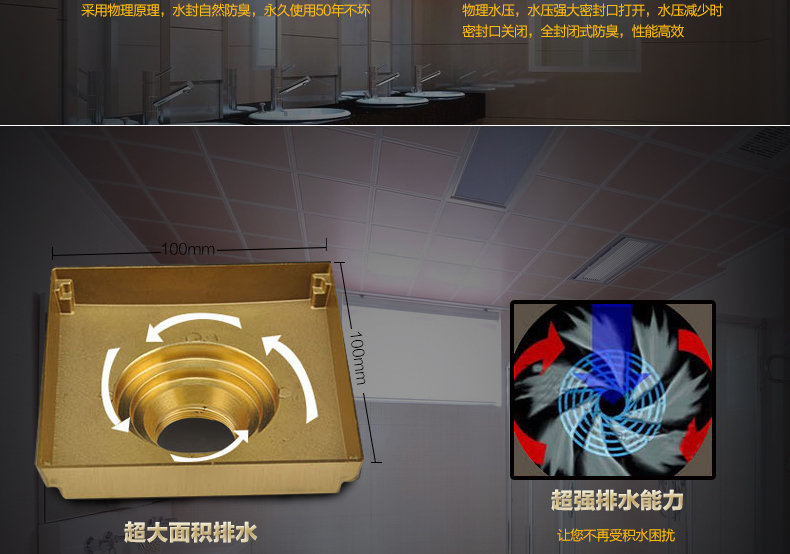 采用物理原理，水封自然防臭，永久使用50年不坏
物理水压，水压强大密封口打开，水压减少时
密封口关闭，全封闭式防臭，性能高效
100mm
100mm
超大面积排水
超强排水能力
让您不再受积水困扰